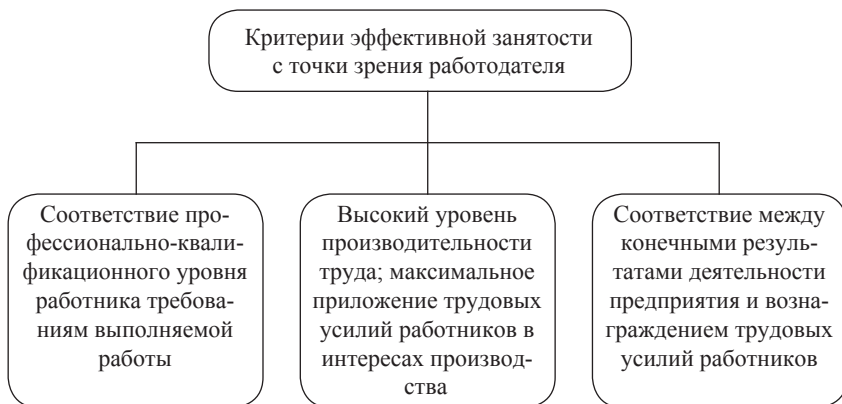 Критерии эффективной занятости
с точки зрения работодателя
Соответствие про-
фессионально-квали-
фикационного уровня
работника требова-
ниям выполняемой
работы
Высокий уровень
производительности
труда; максимальное
приложение трудовых
усилий работников в
интересах производ-
ства
Соответствие между
конечными резуль-
татами деятельности
предприятия и возна-
граждением трудовых
усилий работников